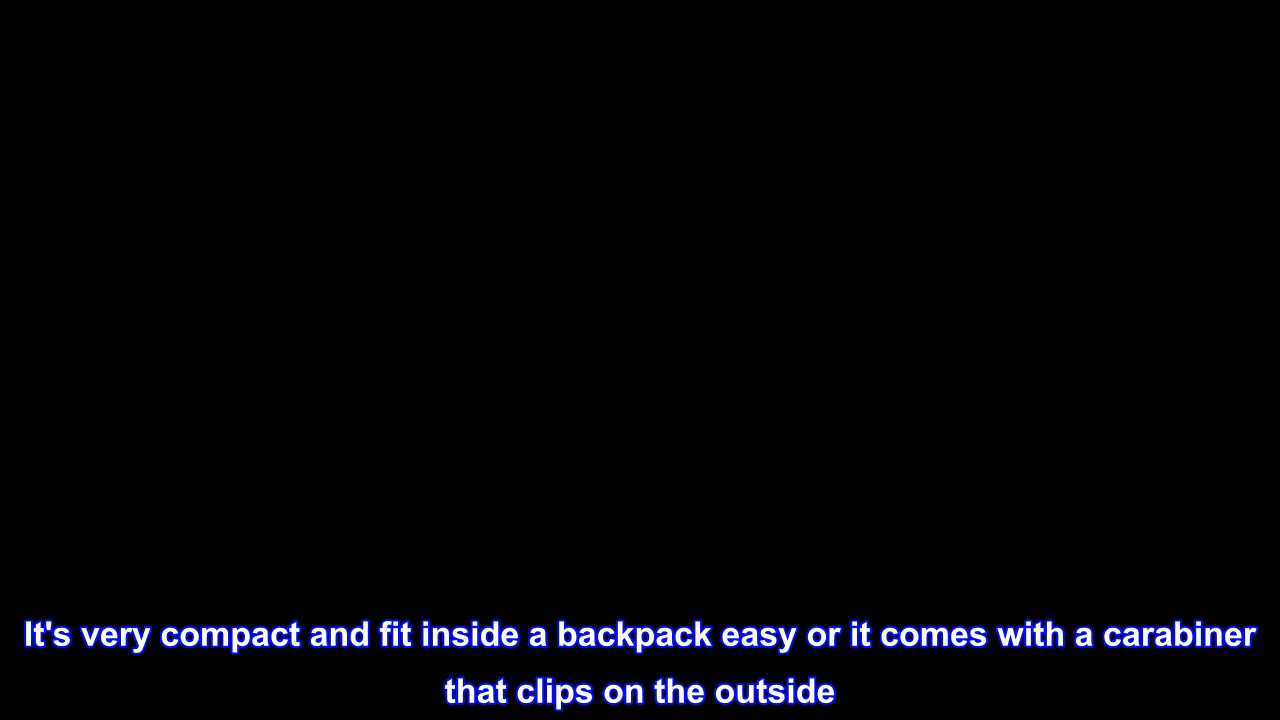 It's very compact and fit inside a backpack easy or it comes with a carabiner
that clips on the outside